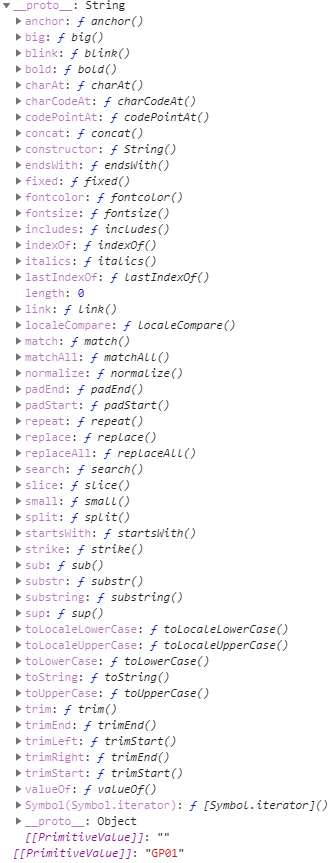 __proto__: String
anchor: ƒ anchor()
big: ƒ big()
blink: ƒ blink()
bold: ƒ bold()
charAt: ƒ charAt()
charCodeAt: ƒ charCodeAt()
codePointAt: ƒ codePointAt()
concat: ƒ concat()
constructor: ƒ String()
endsWith: ƒ endsWith()
fixed: ƒ fixed()
fontcolor: ƒ fontcolor()
fontsize: ƒ fontsize()
includes: ƒ includes()
indexOf: ƒ indexOf()
italics: ƒ italics()
lastIndexOf: ƒ lastIndexOf()
length: 0
link: ƒ link()
localeCompare: ƒ localeCompare()
match: ƒ match()
matchAll: ƒ matchAll()
normalize: ƒ normalize()
padEnd: ƒ padEnd()
padStart: ƒ padStart()
repeat: ƒ repeat()
replace: ƒ replace()
replaceAll: ƒ replaceAll()
search: ƒ search()
slice: ƒ slice()
small: ƒ small()
split: ƒ split()
startsWith: ƒ startsWith()
strike: ƒ strike()
sub: ƒ sub()
substr: ƒ substr()
substring: ƒ substring()
sup: ƒ sup()
toLocaleLowerCase: ƒ toLocaleLowerCase()
toLocaleUpperCase: ƒ toLocaleUpperCase()
toLowerCase: ƒ toLowerCase()
toString: ƒ toString()
toUpperCase: ƒ toUpperCase()
trim: ƒ trim()
trimEnd: ƒ trimEnd()
trimLeft: ƒ trimStart()
trimRight: ƒ trimEnd()
trimStart: ƒ trimStart()
valueOf: ƒ valueOf()
Symbol(Symbol.iterator): ƒ [Symbol.iterator]()
__proto__: Object
[[PrimitiveValue]]: ""
[[PrimitiveValue]]: "GP01"